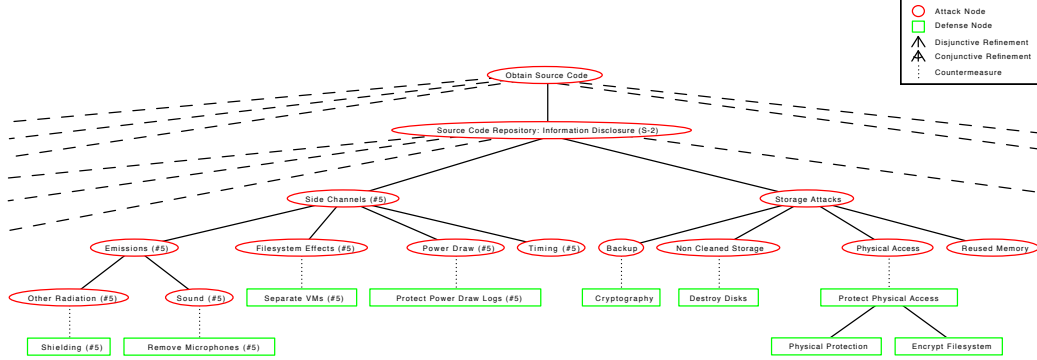 Attack Node
Defense Node
Disjunctive Refinement
Conjunctive Refinement
Countermeasure
Obtain Source Code
Source Code Repository: Information Disclosure (S-2)
Side Channels (#5)
Storage Attacks
Emissions (#5)
Filesystem Effects (#5)
Power Draw (#5)
Timing (#5)
Backup
Non Cleaned Storage
Physical Access
Reused Memory
Other Radiation (#5)
Sound (#5)
Separate VMs (#5)
Protect Power Draw Logs (#5)
Cryptography
Destroy Disks
Protect Physical Access
Shielding (#5)
Remove Microphones (#5)
Physical Protection
Encrypt Filesystem